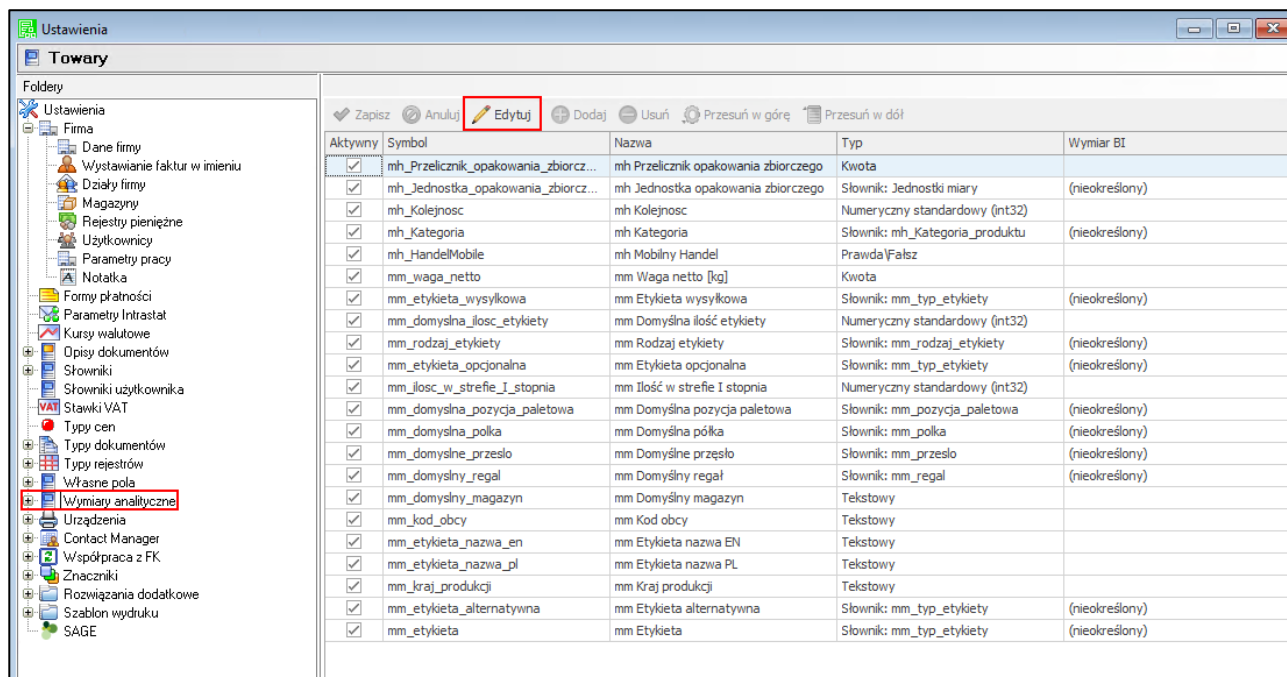 Ustawienia
Towary
Foldery
Ustawienia
Firma
Dane firmy
Wystawianie faktur w imieniu
Działy firmy
Magazyny
Rejestry pieniężne
Użytkownicy
Parametry pracy
Notatka
Formy płatności
Parametry Intrastat
Kursy walutowe
Opisy dokumentów
Słowniki
Słowniki użytkownika
VAT Stawki VAT
Typy cen
Typy dokumentów
Typy rejestrów
Własne pola
Wymiary analityczne
Urządzenia
Contact Manager
Współpraca z FK
Znaczniki
Rozwiązania dodatkowe
Szablon wydruku
SAGE
Zapisz Anuluj Edytuj Dodaj Usuń Przesuń w górę Przesuń w dół
Aktywny Symbol Nazwa Typ Wymiar BI
mh_Przelicznik_opakowania_zbiorcz... mh Przelicznik opakowania zbiorczego Kwota
mh_Jednostka_opakowania_zbiorcz... mh Jednostka opakowania zbiorczego Słownik: Jednostki miary (nieokreślony)
mh_Kolejnosc mh Kolejnosc Numeryczny standardowy (int32)
mh_Kategoria mh Kategoria Słownik: mh_Kategoria_produktu (nieokreślony)
mh_HandelMobile mh Mobilny Handel Prawda\Fałsz
mm_waga_netto mm Waga netto [kg] Kwota
mm_etykieta_wysylkowa mm Etykieta wysyłkowa Słownik: mm_typ_etykiety (nieokreślony)
mm_domyslna_ilosc_etykiety mm Domyślna ilość etykiety Numeryczny standardowy (int32)
mm_rodzaj_etykiety mm Rodzaj etykiety Słownik: mm_rodzaj_etykiety (nieokreślony)
mm_etykieta_opcjonalna mm Etykieta opcjonalna Słownik: mm_typ_etykiety (nieokreślony)
mm_ilosc_w_strefie_I_stopnia mm Ilość w strefie I stopnia Numeryczny standardowy (int32)
mm_domyslna_pozycja_paletowa mm Domyślna pozycja paletowa Słownik: mm_pozycja_paletowa (nieokreślony)
mm_domyslna_polka mm Domyślna półka Słownik: mm_polka (nieokreślony)
mm_domyslne_przeslo mm Domyślne przęsło Słownik: mm_przeslo (nieokreślony)
mm_domyslny_regal mm Domyślny regał Słownik: mm_regal (nieokreślony)
mm_domyslny_magazyn mm Domyślny magazyn Tekstowy
mm_kod_obcy mm Kod obcy Tekstowy
mm_etykieta_nazwa_en mm Etykieta nazwa EN Tekstowy
mm_etykieta_nazwa_pl mm Etykieta nazwa PL Tekstowy
mm_kraj_produkcji mm Kraj produkcji Tekstowy
mm_etykieta_alternatywna mm Etykieta alternatywna Słownik: mm_typ_etykiety (nieokreślony)
mm_etykieta mm Etykieta Słownik: mm_typ_etykiety (nieokreślony)